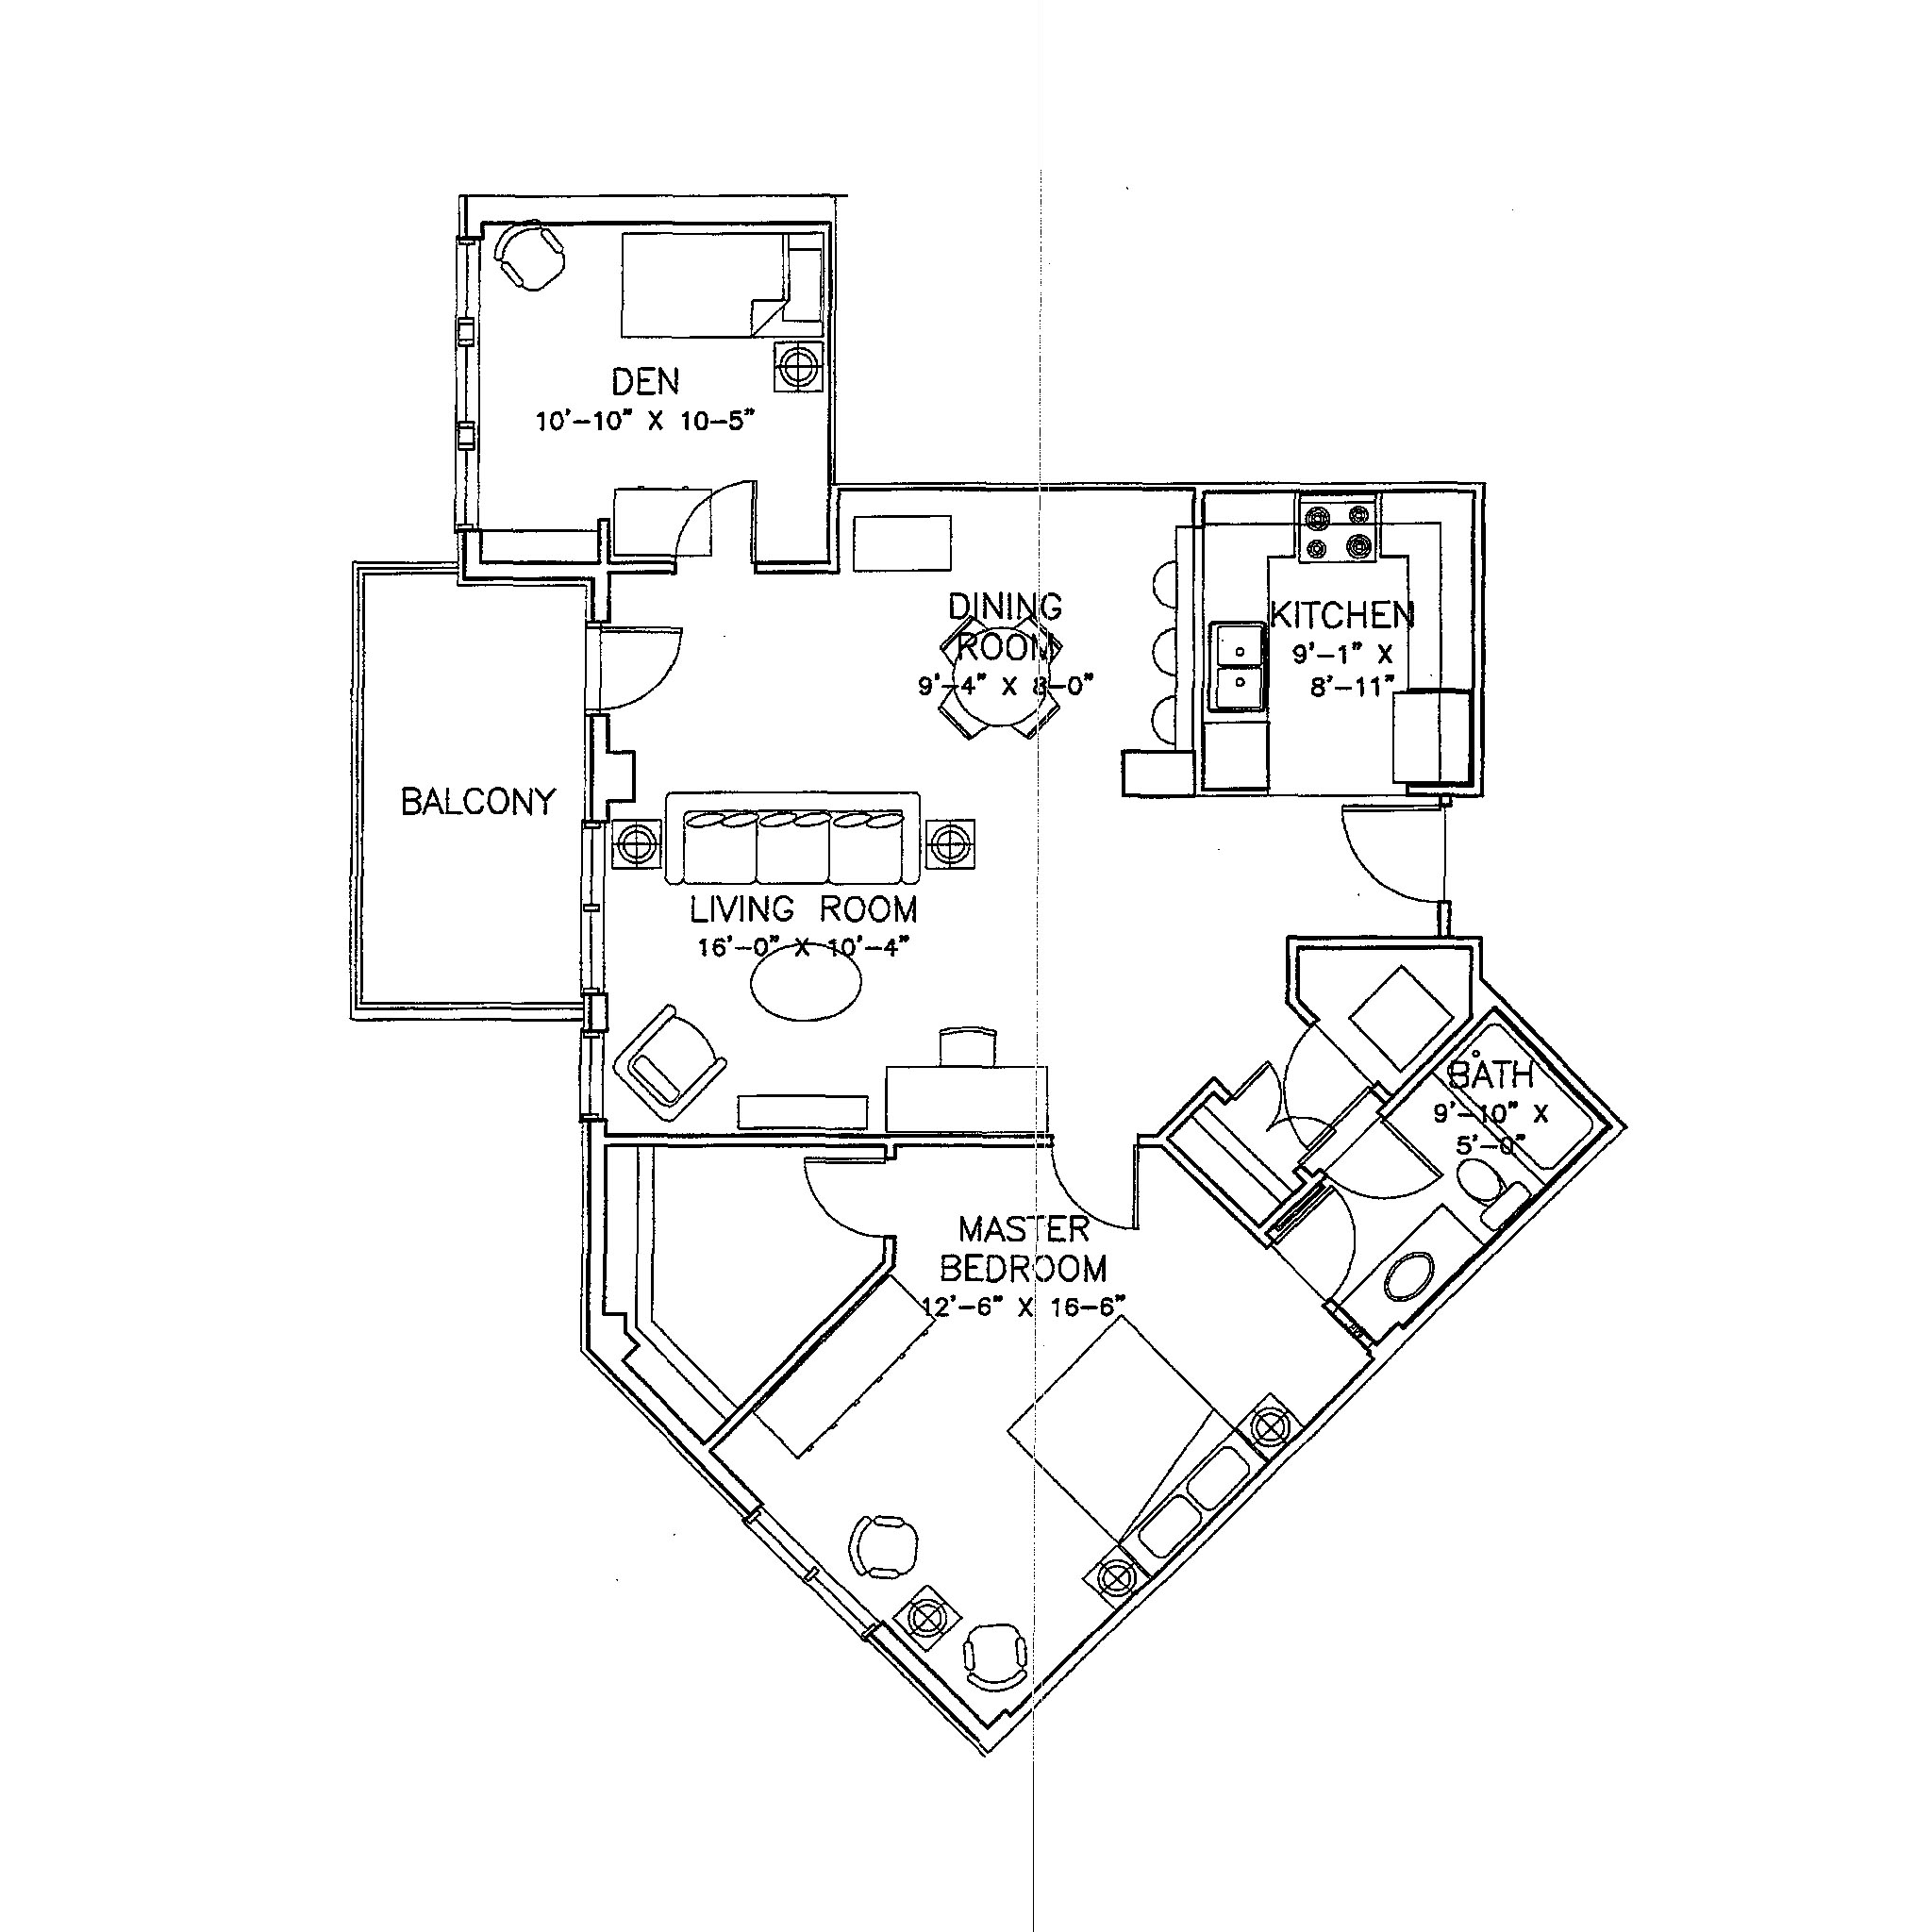 DEN
10'-10" X 10-5"
DINING
ROOM
9'-4" X 8-0"
KITCHEN
9'-1" X
8'-11"
BALCONY
LIVING ROOM
16'-0" X 10'-4"
BATH
9'-10" X
5'-0"
MASTER
BEDROOM
12'-6" X 16-6"